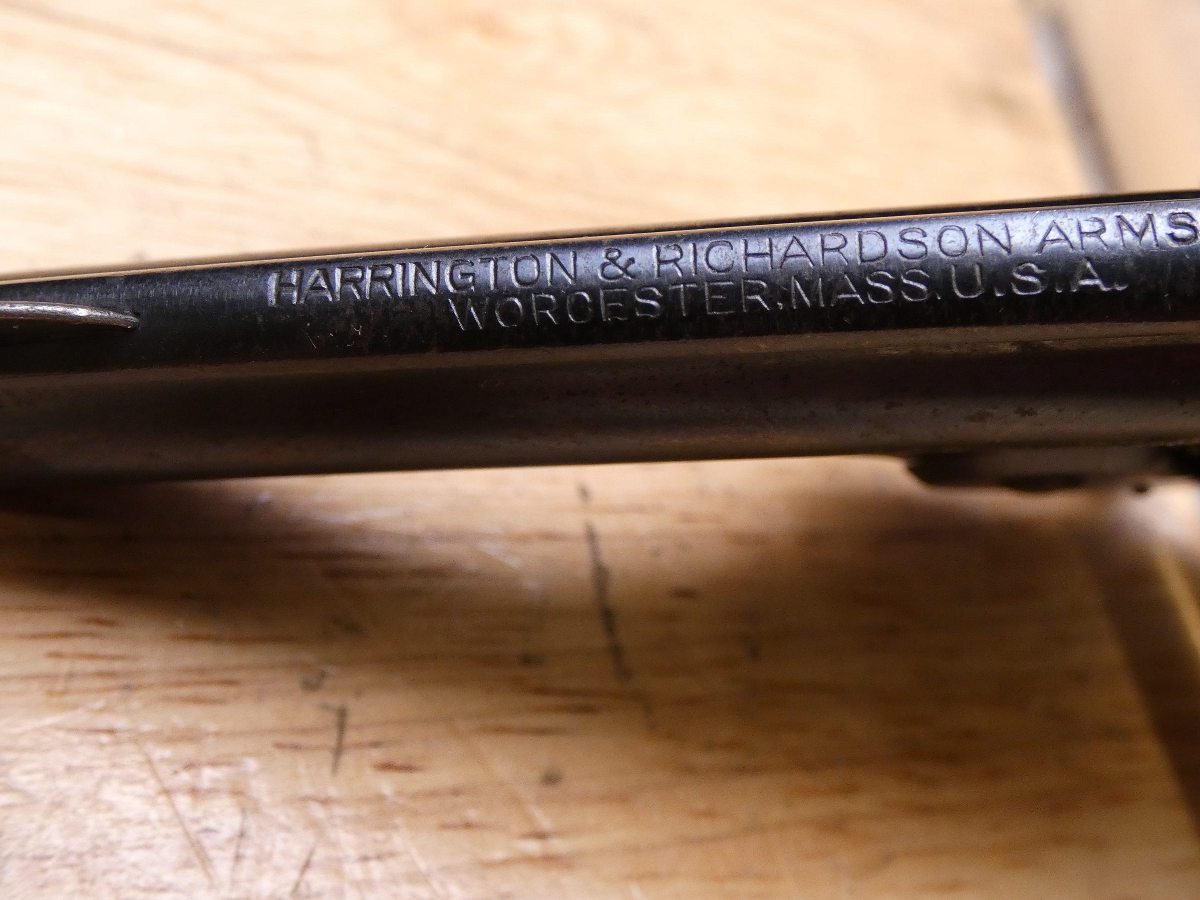 HARRINGTON & RICHARDSON ARMS
WORCESTER, MASS. U.S.A.